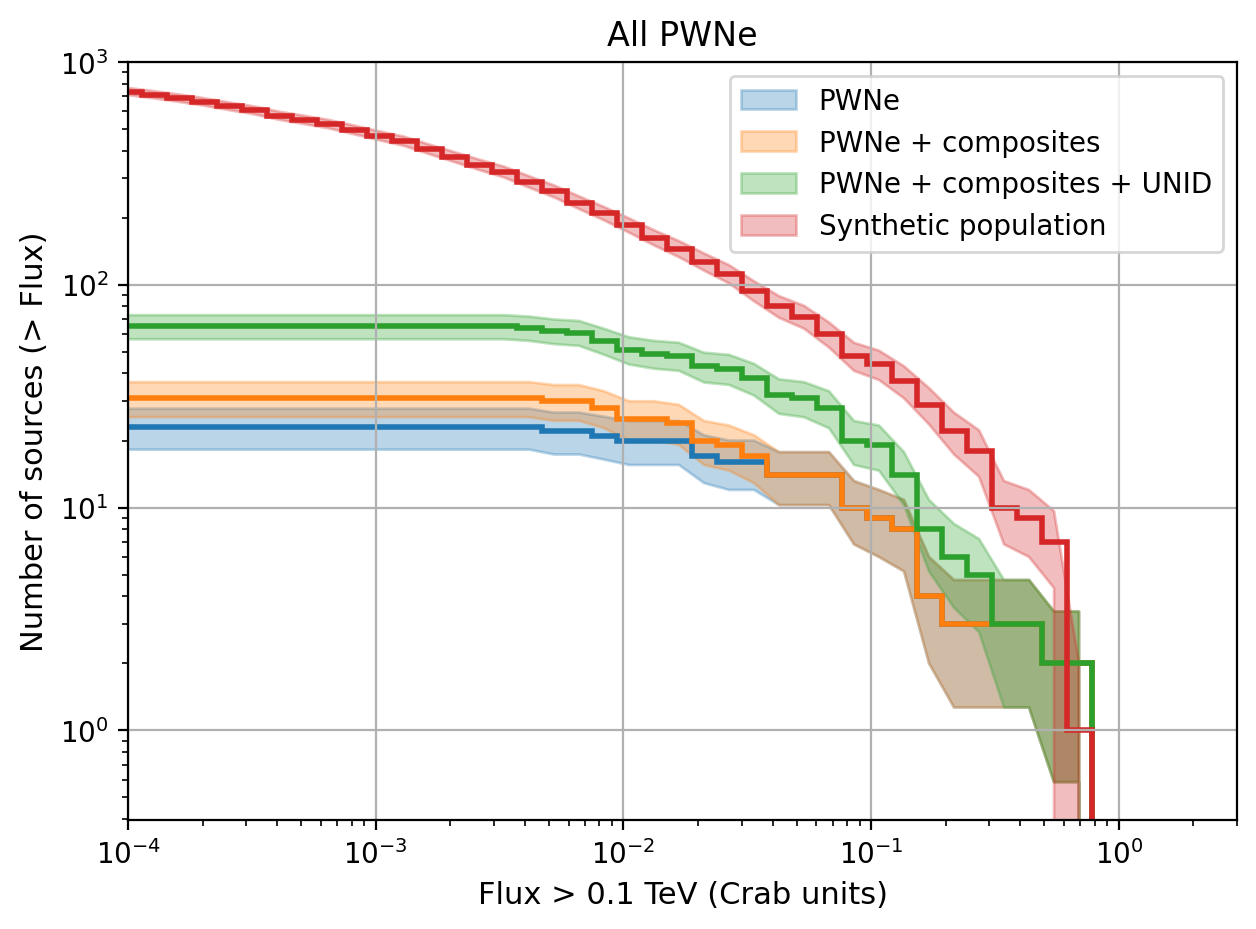 All PWNe
10³
10²
10¹
10⁰
Number of sources (> Flux)
PWNe
PWNe + composites
PWNe + composites + UNID
Synthetic population
10⁻⁴ 10⁻³ 10⁻² 10⁻¹ 10⁰
Flux > 0.1 TeV (Crab units)